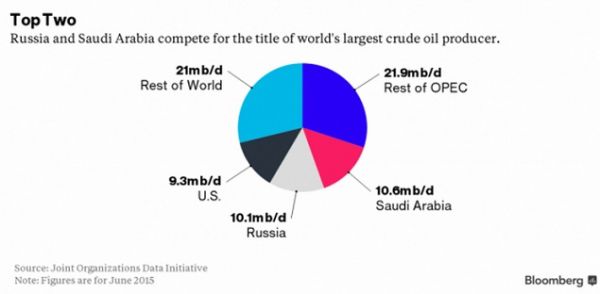 Top Two
Russia and Saudi Arabia compete for the title of world's largest crude oil producer.
21mb/d
Rest of World
21.9mb/d
Rest of OPEC
9.3mb/d
U.S.
10.6mb/d
Saudi Arabia
10.1mb/d
Russia
Source: Joint Organizations Data Initiative
Note: Figures are for June 2015
Bloomberg